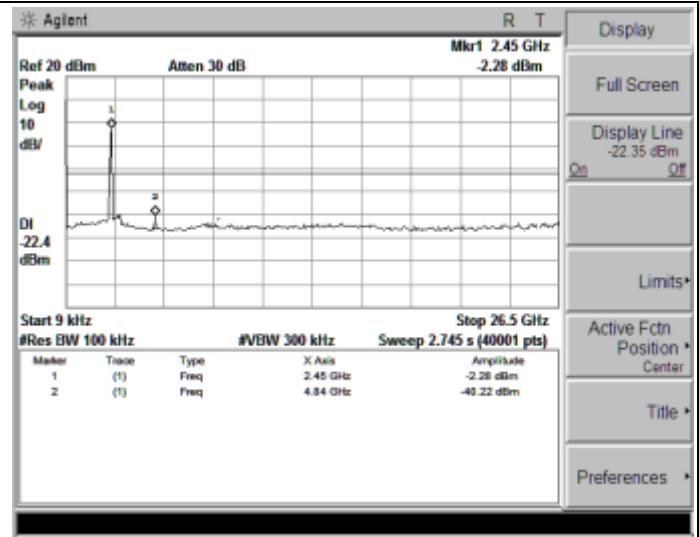 Agilent R T
Mkr1 2.45 GHz
Ref 20 dBm Atten 30 dB -2.28 dBm
Peak
Log
10
dB/
1
2
DI
-22.4
dBm
Start 9 kHz Stop 26.5 GHz
#Res BW 100 kHz #VBW 300 kHz Sweep 2.745 s (40001 pts)
Marker Trace Type X Axis Amplitude
1 (1) Freq 2.45 GHz -2.28 dBm
2 (1) Freq 4.84 GHz -40.22 dBm
Display
Full Screen
Display Line
-22.35 dBm
On Off
Limits
Active Fctn
Position
Center
Title
Preferences